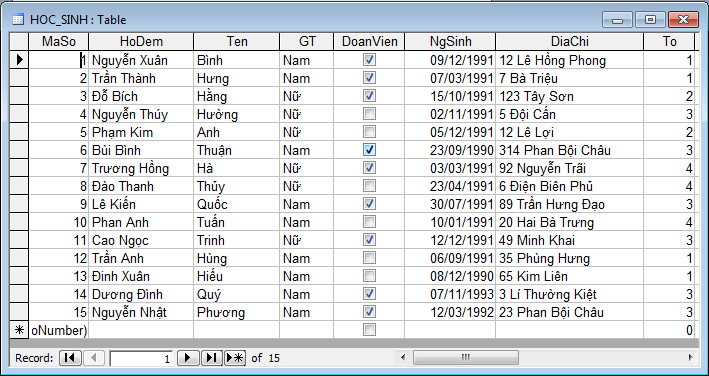 HOC_SINH : Table
MaSo HoDem Ten GT DoanVien NgSinh DiaChi To
1 Nguyễn Xuân Bình Nam 09/12/1991 12 Lê Hồng Phong 1
2 Trần Thành Hưng Nam 07/03/1991 7 Bà Triệu 1
3 Đỗ Bích Hằng Nữ 15/10/1991 123 Tây Sơn 2
4 Nguyễn Thúy Hường Nữ 02/11/1991 5 Đội Cấn 3
5 Phạm Kim Anh Nữ 05/12/1991 12 Lê Lợi 2
6 Bùi Bình Thuận Nam 23/09/1990 314 Phan Bội Châu 3
7 Trương Hồng Hà Nữ 03/03/1991 92 Nguyễn Trãi 4
8 Đào Thanh Thủy Nữ 23/04/1991 6 Điện Biên Phủ 4
9 Lê Kiến Quốc Nam 30/07/1991 89 Trần Hưng Đạo 3
10 Phan Anh Tuấn Nam 10/01/1991 20 Hai Bà Trưng 4
11 Cao Ngọc Trinh Nữ 12/12/1991 49 Minh Khai 3
12 Trần Anh Hùng Nam 06/09/1991 35 Phùng Hưng 1
13 Đinh Xuân Hiếu Nam 08/12/1990 65 Kim Liên 1
14 Dương Đình Quý Nam 07/11/1993 3 Lí Thường Kiệt 3
15 Nguyễn Nhật Phương Nam 12/03/1992 23 Phan Bội Châu 3
oNumber) 0
Record: 1 of 15